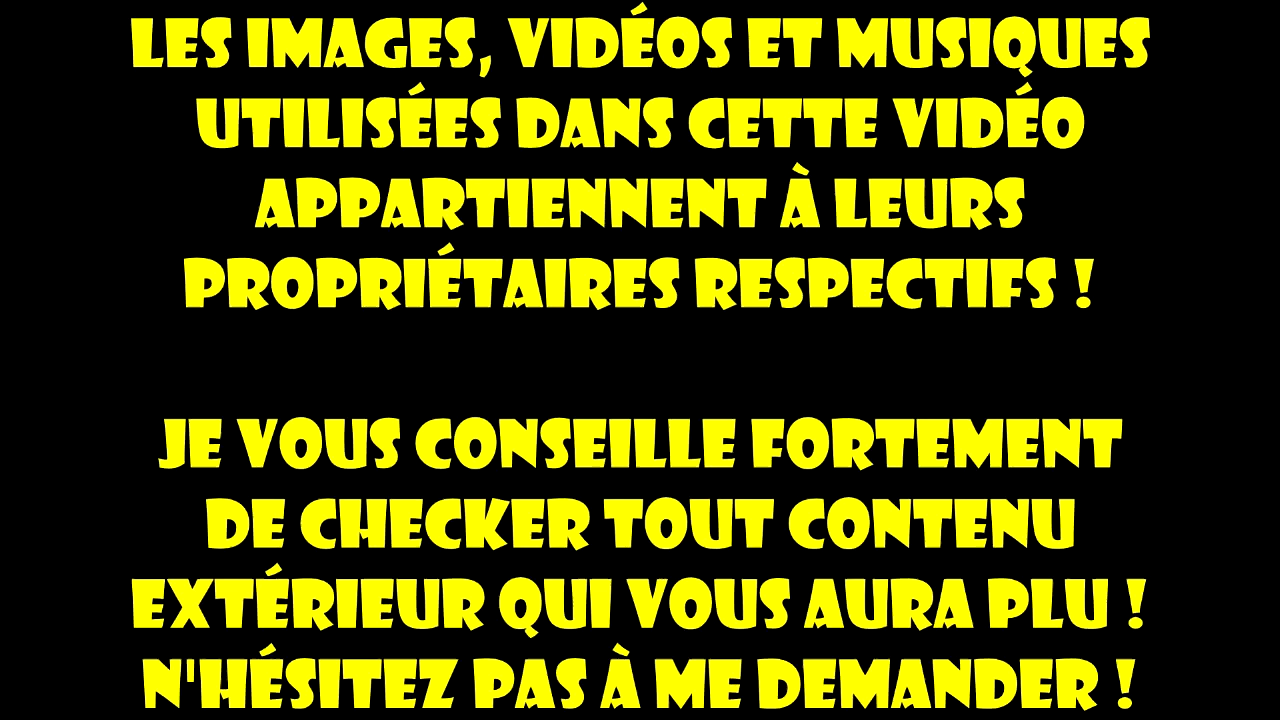 LES IMAGES, VIDÉOS ET MUSIQUES
UTILISÉES DANS CETTE VIDÉO
APPARTIENNENT À LEURS
PROPRIÉTAIRES RESPECTIFS !
JE VOUS CONSEILLE FORTEMENT
DE CHECKER TOUT CONTENU
EXTÉRIEUR QUI VOUS AURA PLU !
N'HÉSITEZ PAS À ME DEMANDER !